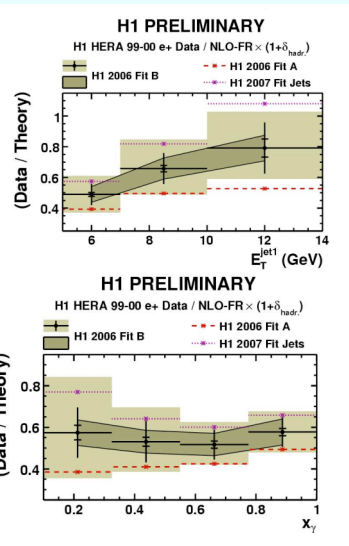 H1 PRELIMINARY
H1 HERA 99-00 e+ Data / NLO-FR × (1+δhadr.)
H1 2006 Fit B
H1 2006 Fit A
H1 2007 Fit Jets
(Data / Theory)
1
0.8
0.6
0.4
6 8 10 12 14
E_T^jet1 (GeV)
H1 PRELIMINARY
H1 HERA 99-00 e+ Data / NLO-FR × (1+δhadr.)
H1 2006 Fit B
H1 2006 Fit A
H1 2007 Fit Jets
(Data / Theory)
0.8
0.6
0.4
0.2 0.4 0.6 0.8 1
xγ